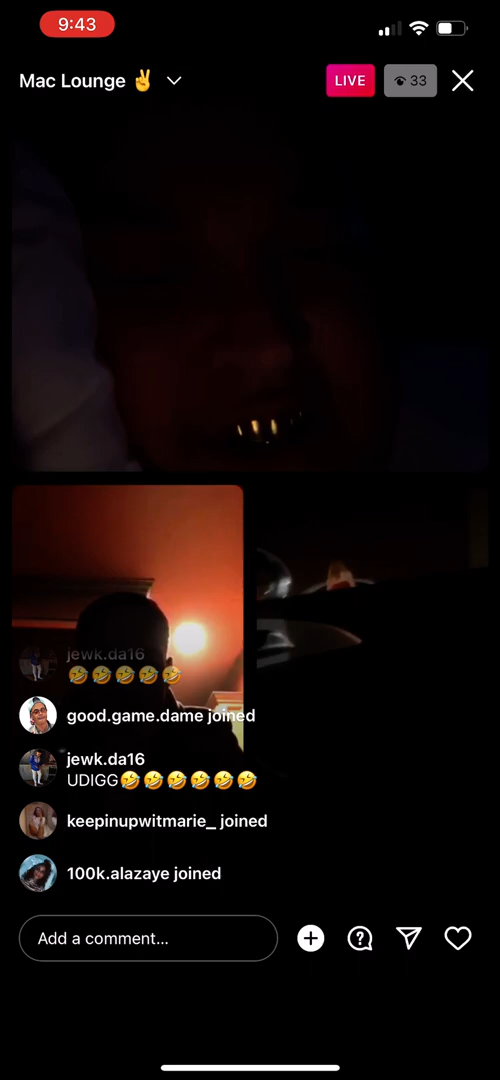 9:43
Mac Lounge ✌️
LIVE
33
jewk.da16
🤣🤣🤣🤣🤣
good.game.dame joined
jewk.da16
UDIGG🤣🤣🤣🤣🤣🤣
keepinupwitmarie_ joined
100k.alazaye joined
Add a comment...